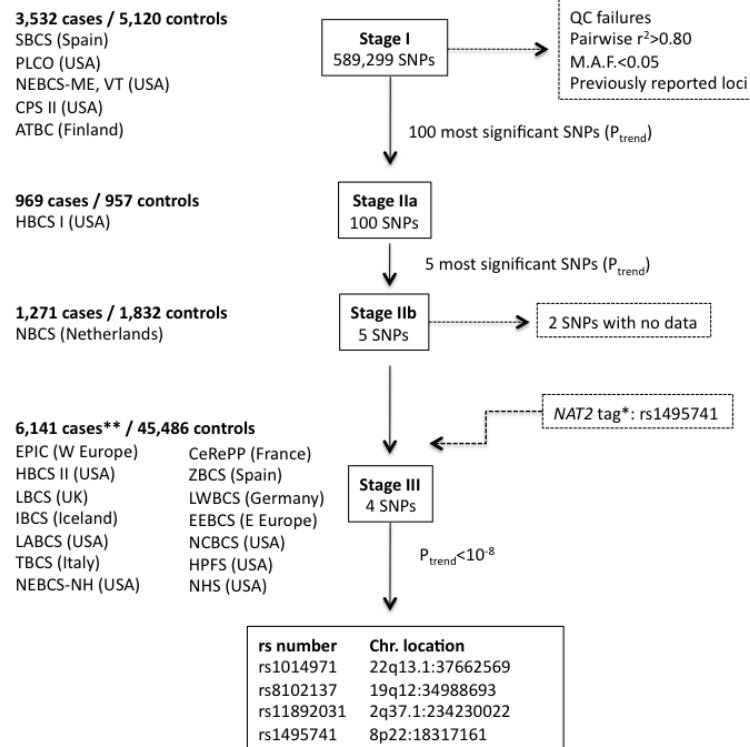 3,532 cases / 5,120 controls
SBCS (Spain)
PLCO (USA)
NEBCS-ME, VT (USA)
CPS II (USA)
ATBC (Finland)
Stage I
589,299 SNPs
QC failures
Pairwise r²>0.80
M.A.F.<0.05
Previously reported loci
100 most significant SNPs (Ptrend)
969 cases / 957 controls
HBCS I (USA)
Stage IIa
100 SNPs
5 most significant SNPs (Ptrend)
1,271 cases / 1,832 controls
NBCS (Netherlands)
Stage IIb
5 SNPs
2 SNPs with no data
NAT2 tag*: rs1495741
6,141 cases** / 45,486 controls
EPIC (W Europe)
HBCS II (USA)
LBCS (UK)
IBCS (Iceland)
LABCS (USA)
TBCS (Italy)
NEBCS-NH (USA)
CeRePP (France)
ZBCS (Spain)
LWBCS (Germany)
EEBCS (E Europe)
NCBCS (USA)
HPFS (USA)
NHS (USA)
Stage III
4 SNPs
Ptrend<10⁻⁸
rs number Chr. location
rs1014971 22q13.1:37662569
rs8102137 19q12:34988693
rs11892031 2q37.1:234230022
rs1495741 8p22:18317161